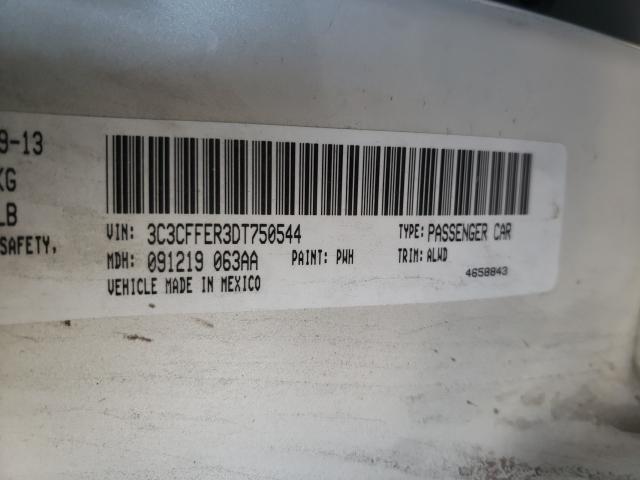 9-13
KG
LB
SAFETY,
VIN: 3C3CFFER3DT750544 TYPE: PASSENGER CAR
MDH: 091219 063AA PAINT: PWH TRIM: ALWD
VEHICLE MADE IN MEXICO 4658843